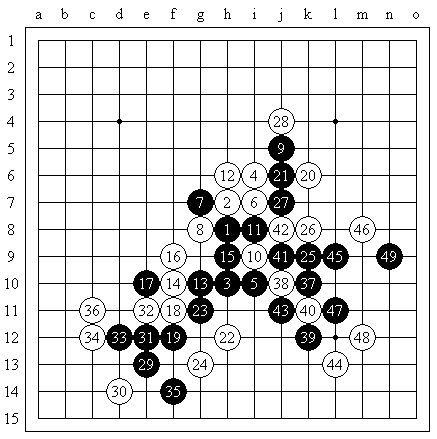 a b c d e f g h i j k l m n o
1
2
3
4 28
5 9
6 12 4 21 20
7 7 2 6 27
8 8 1 11 42 26 46
9 16 15 10 41 25 45 49
10 17 14 13 3 5 38 37
11 36 32 18 23 43 40 47
12 34 33 31 19 22 39 48
13 29 24 44
14 30 35
15